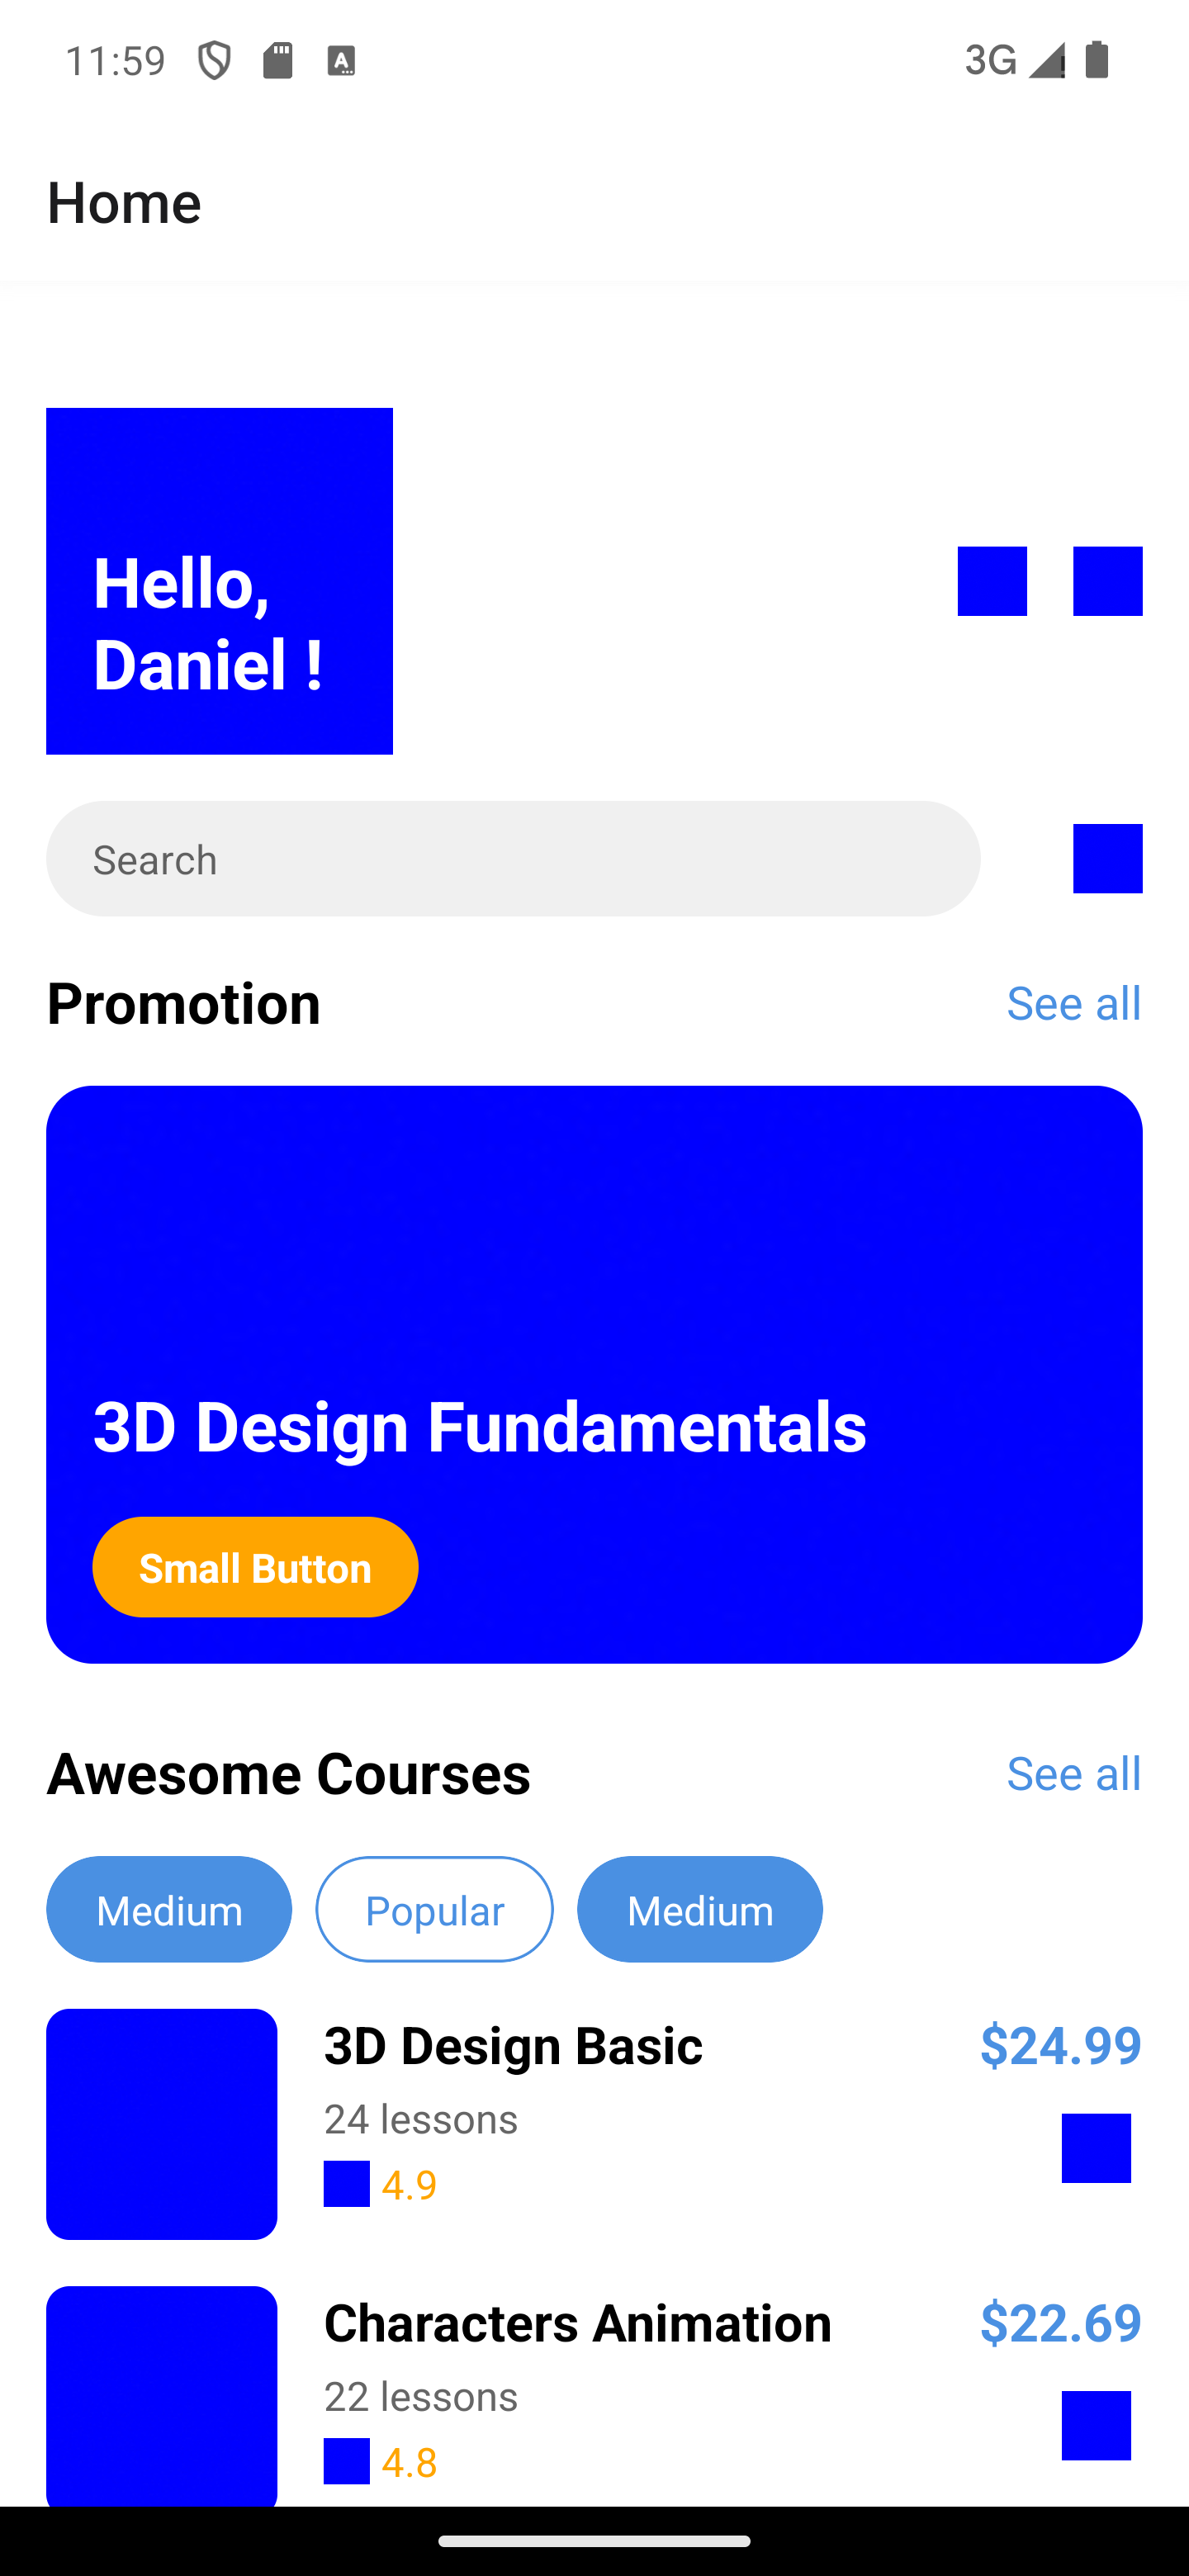 11:59 3G
Home
Hello,
Daniel !
Search
Promotion See all
3D Design Fundamentals
Small Button
Awesome Courses See all
Medium Popular Medium
3D Design Basic $24.99
24 lessons
4.9
Characters Animation $22.69
22 lessons
4.8